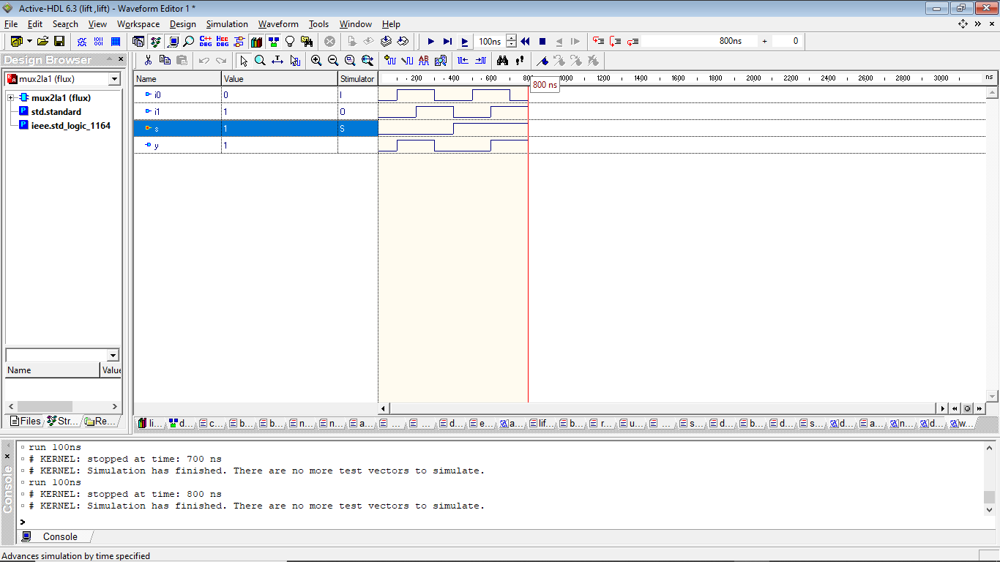 Active-HDL 6.3 (lift ,lift) - Waveform Editor 1 *
File Edit Search View Workspace Design Simulation Waveform Tools Window Help
C++ DBG HDL DBG 100ns 800ns + 0
Design Browser
mux2la1 (flux)
mux2la1 (flux)
std.standard
ieee.std_logic_1164
Name Value
Files Str... Re...
Name Value Stimulator 200 400 600 800 1000 1200 1400 1600 1800 2000 2200 2400 2600 2800 3000 ns
800 ns
i0 0 I
i1 1 O
s 1 S
y 1
li... d... c... b... b... n... n... a... ... ... d... e... a... lif... b... r... u... ... s... d... b... d... s... d... a... n... d... w...
run 100ns
# KERNEL: stopped at time: 700 ns
# KERNEL: Simulation has finished. There are no more test vectors to simulate.
run 100ns
# KERNEL: stopped at time: 800 ns
# KERNEL: Simulation has finished. There are no more test vectors to simulate.
>
Console
Console
Advances simulation by time specified